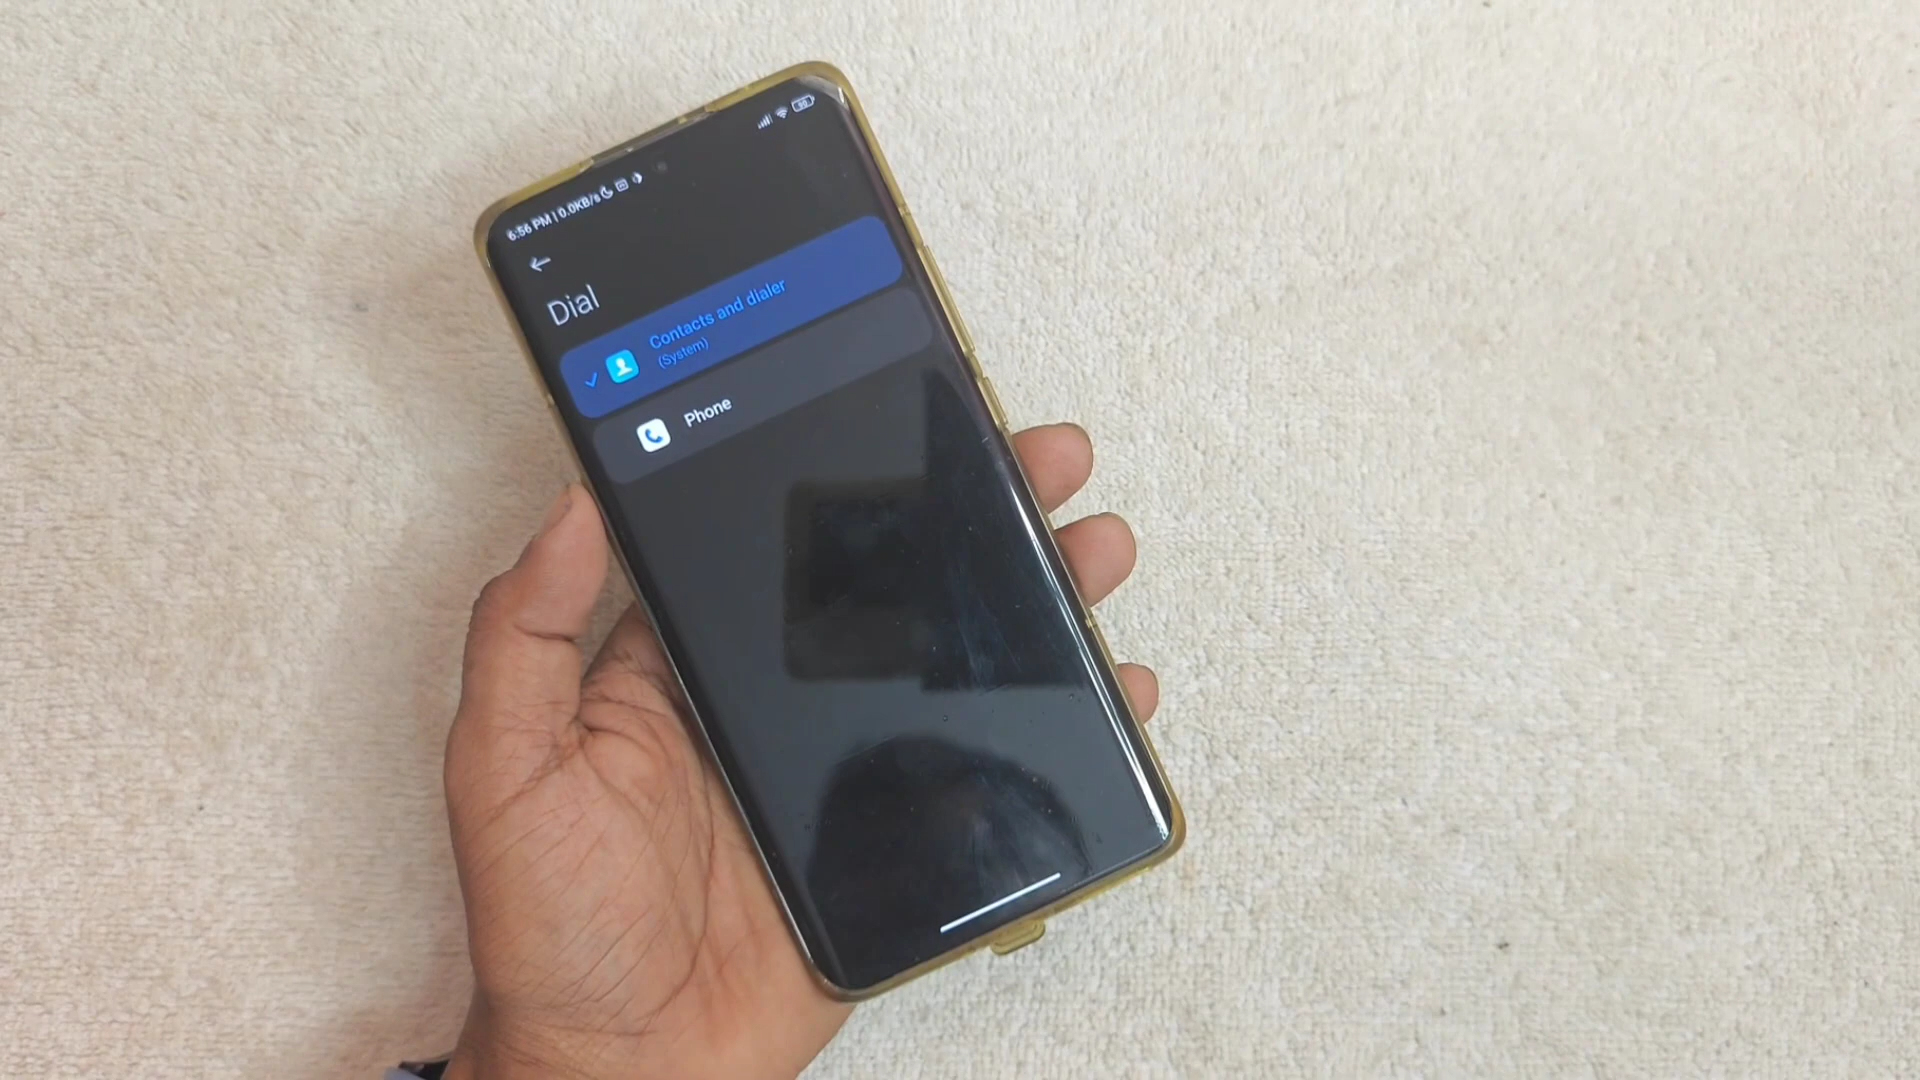 6:56 PM | 0.0KB/s
Dial
Contacts and dialer
(System)
Phone